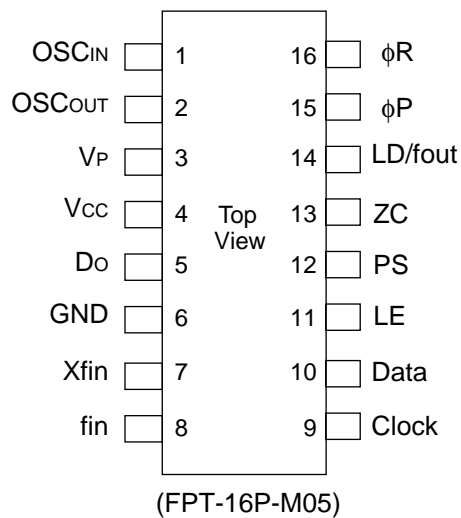 OSCIN 1 16 ϕR
OSCOUT 2 15 ϕP
VP 3 14 LD/fout
VCC 4 Top View 13 ZC
DO 5 12 PS
GND 6 11 LE
Xfin 7 10 Data
fin 8 9 Clock
(FPT-16P-M05)